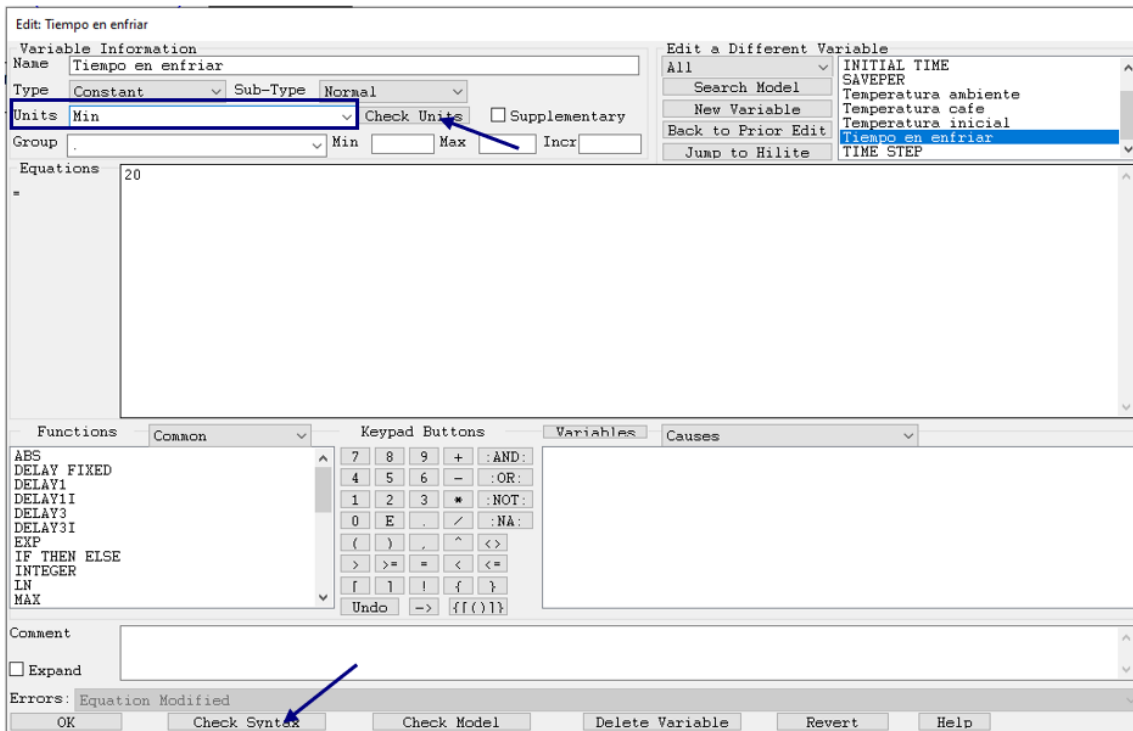 Edit: Tiempo en enfriar
Variable Information
Name Tiempo en enfriar
Type Constant Sub-Type Normal
Units Min Check Units Supplementary
Group . Min Max Incr
Edit a Different Variable
All
Search Model
New Variable
Back to Prior Edit
Jump to Hilite
INITIAL TIME
SAVEPER
Temperatura ambiente
Temperatura cafe
Temperatura inicial
Tiempo en enfriar
TIME STEP
Equations
=
20
Functions Common
ABS
DELAY FIXED
DELAY1
DELAY1I
DELAY3
DELAY3I
EXP
IF THEN ELSE
INTEGER
LN
MAX
Keypad Buttons
7 8 9 + :AND:
4 5 6 - :OR:
1 2 3 * :NOT:
0 E . / :NA:
( ) , ^ <>
> >= = < <=
[ ] ! { }
Undo -> {[()]}
Variables Causes
Comment
Expand
Errors: Equation Modified
OK Check Syntax Check Model Delete Variable Revert Help